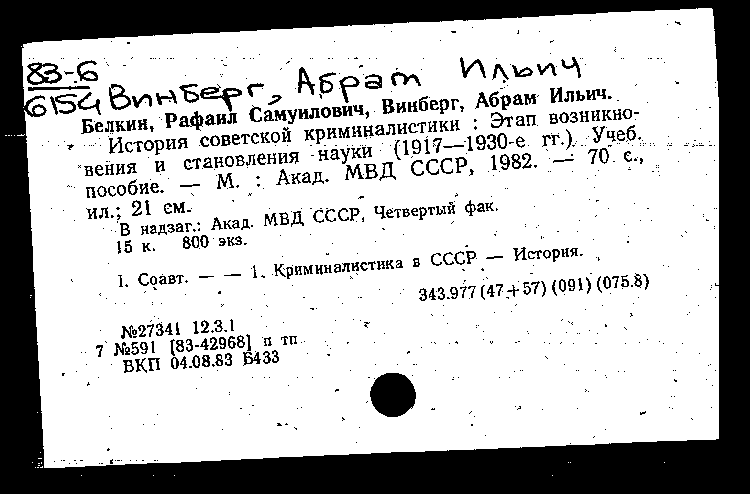 83-6
6154 Винберг, Абрам Ильич
Белкин, Рафаил Самуилович, Винберг, Абрам Ильич.
История советской криминалистики : Этап возникно-
вения и становления науки (1917—1930-е гг.). Учеб.
пособие. — М. : Акад. МВД СССР, 1982. — 70 с.,
ил.; 21 см.
В надзаг.: Акад. МВД СССР, Четвертый фак.
15 к. 800 экз.
I. Соавт. — — 1. Криминалистика в СССР — История.
343.977 (47+57) (091) (075.8)
№27341 12.3.1
7 №591 [83-42968] п тп
ВКП 04.08.83 Б433